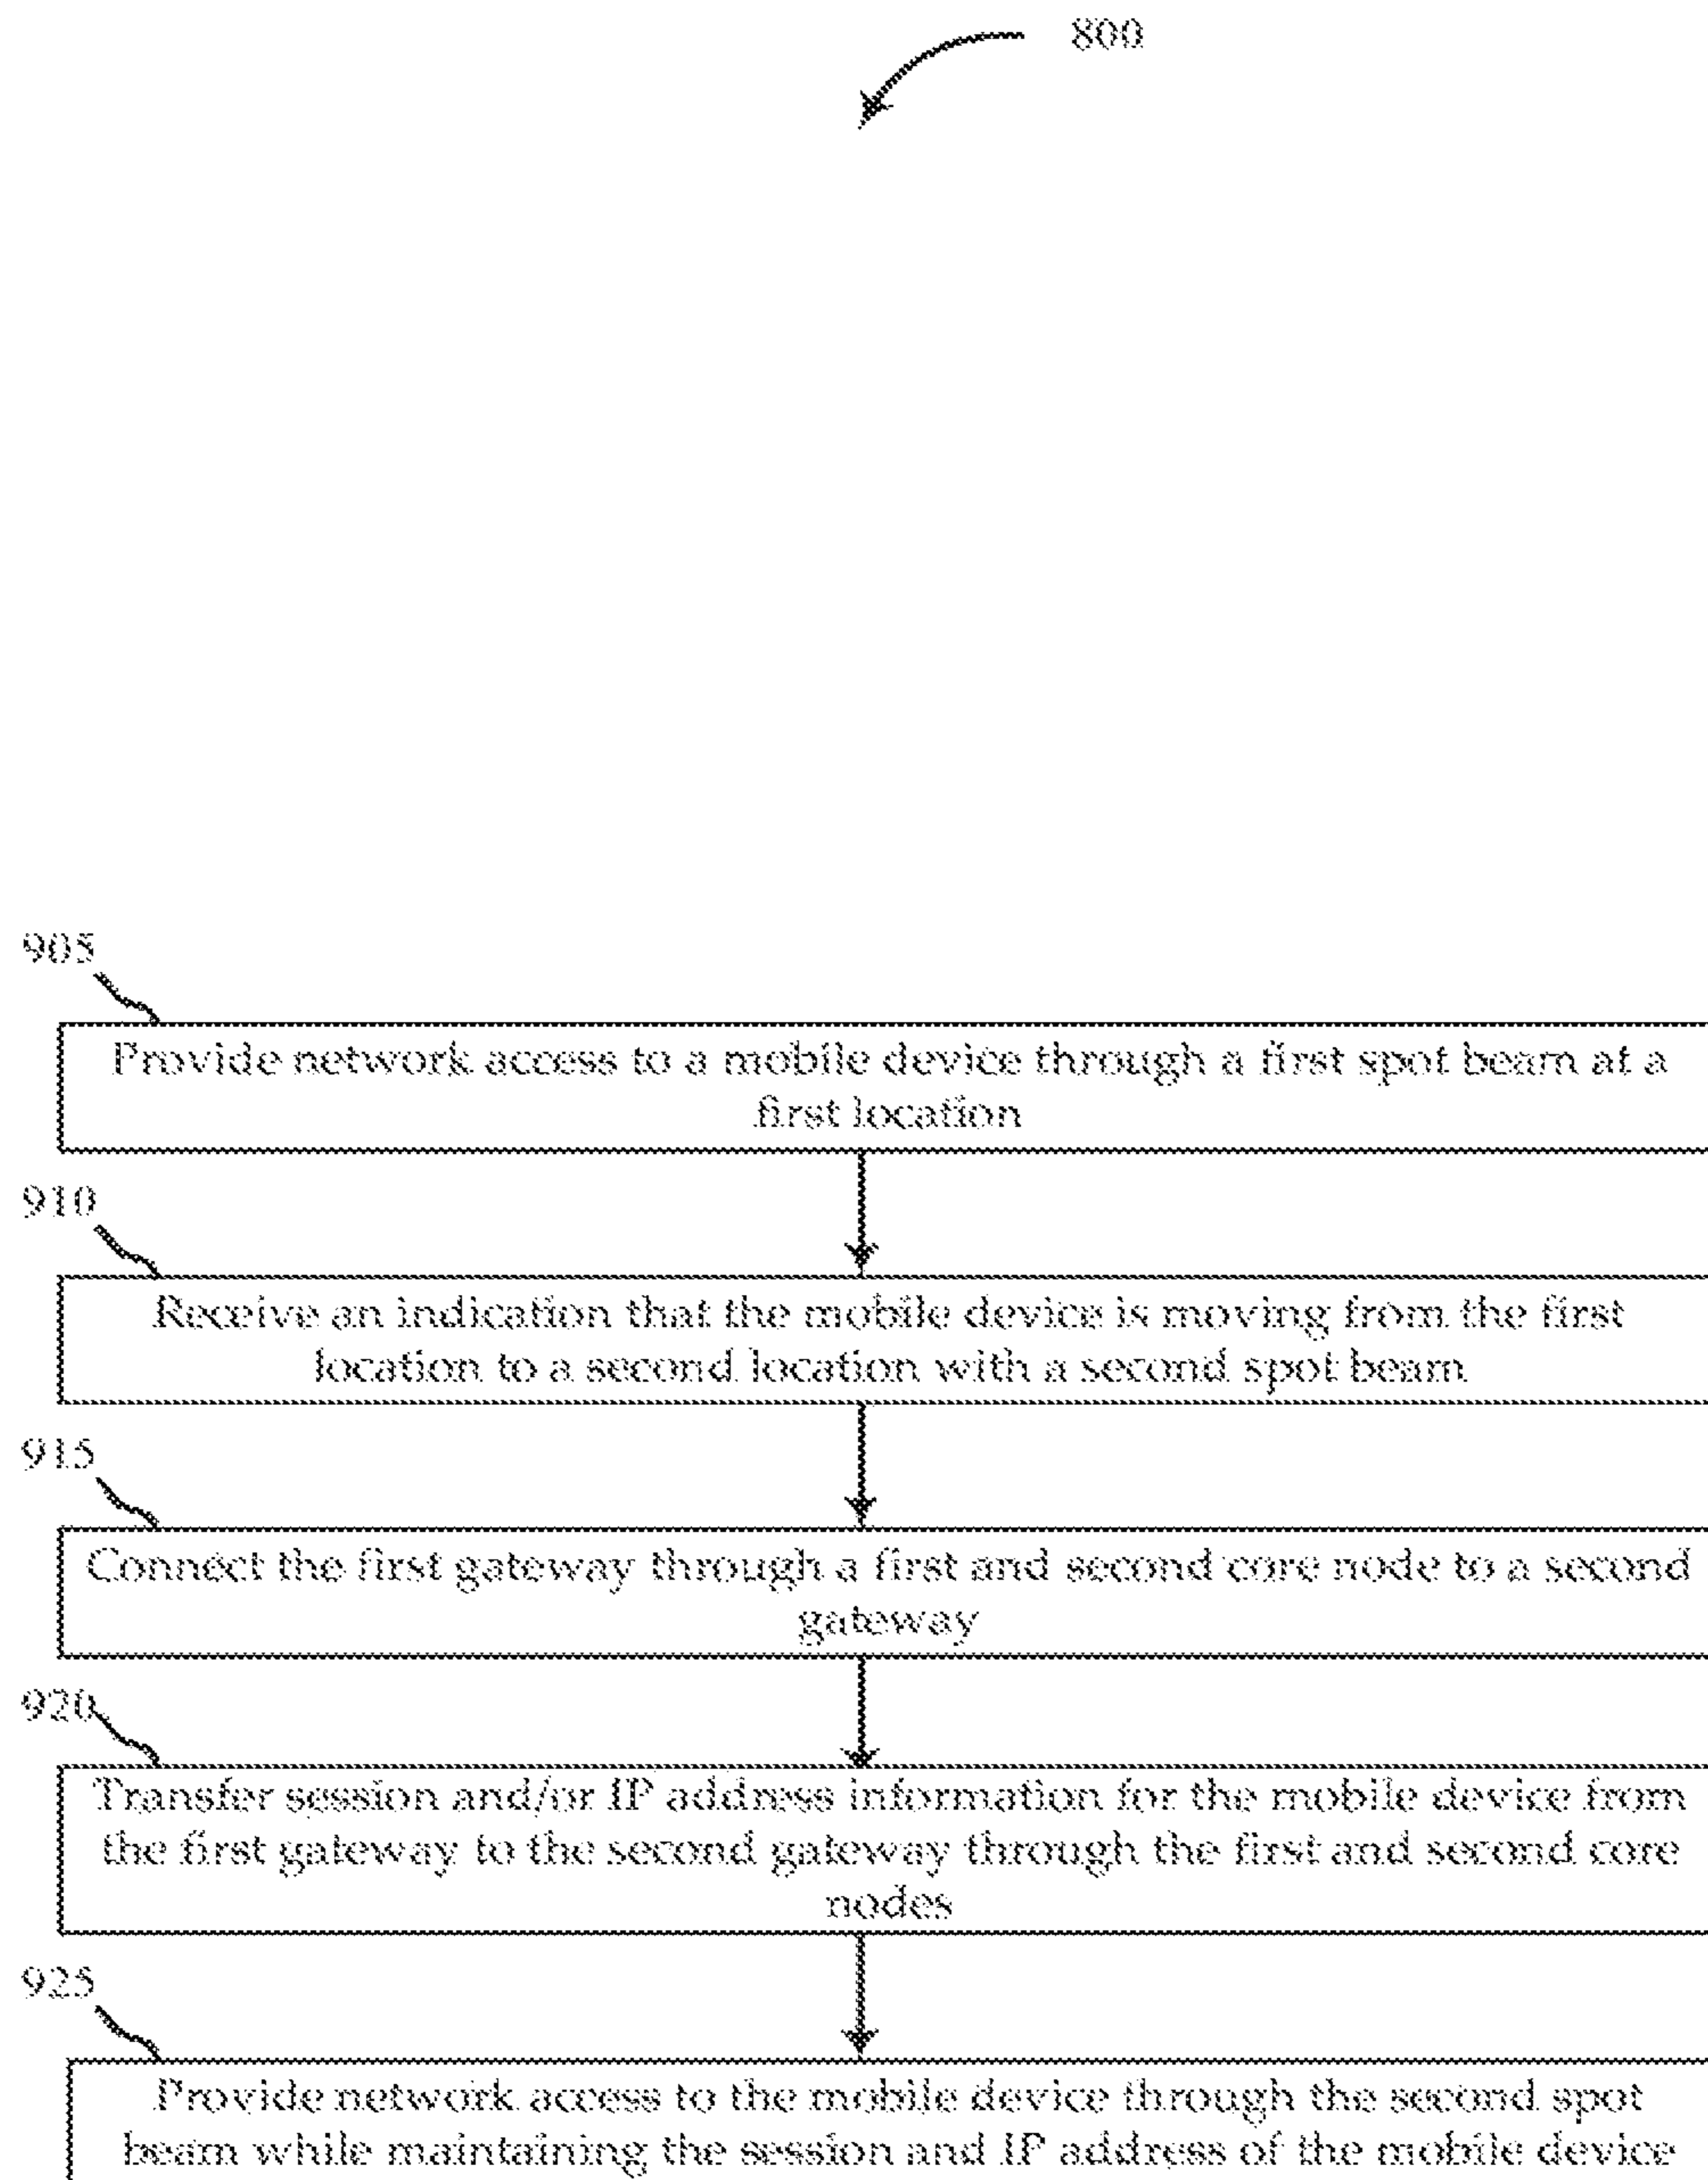 800
905
Provide network access to a mobile device through a first spot beam at a
first location
910
Receive an indication that the mobile device is moving from the first
location to a second location with a second spot beam
915
Connect the first gateway through a first and second core node to a second
gateway
920
Transfer session and/or IP address information for the mobile device from
the first gateway to the second gateway through the first and second core
nodes
925
Provide network access to the mobile device through the second spot
beam while maintaining the session and IP address of the mobile device